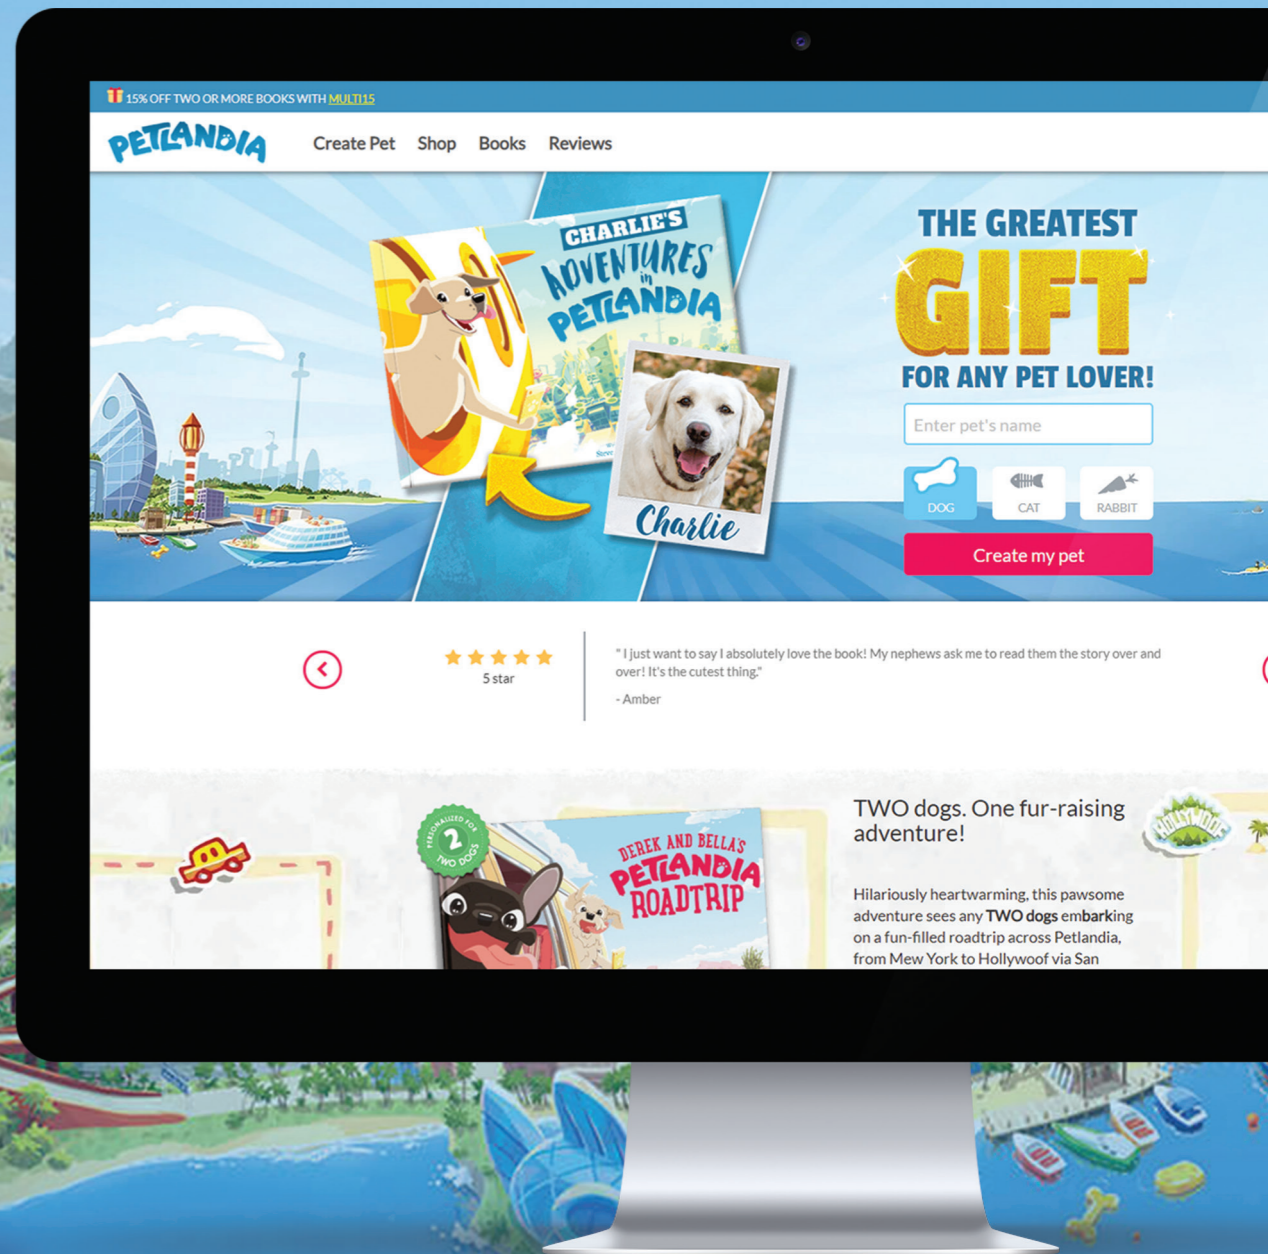 15% OFF TWO OR MORE BOOKS WITH MULTI15
PETLANDIA
Create Pet Shop Books Reviews
CHARLIE'S
ADVENTURES
in
PETLANDIA
Charlie
THE GREATEST
GIFT
FOR ANY PET LOVER!
Enter pet's name
DOG CAT RABBIT
Create my pet
5 star
" I just want to say I absolutely love the book! My nephews ask me to read them the story over and
over! It's the cutest thing."
- Amber
PERSONALIZED FOR
2
TWO DOGS
DEREK AND BELLA'S
PETLANDIA
ROADTRIP
TWO dogs. One fur-raising
adventure!
HOLLYWOOF
Hilariously heartwarming, this pawsome
adventure sees any TWO dogs embarking
on a fun-filled roadtrip across Petlandia,
from Mew York to Hollywoof via San